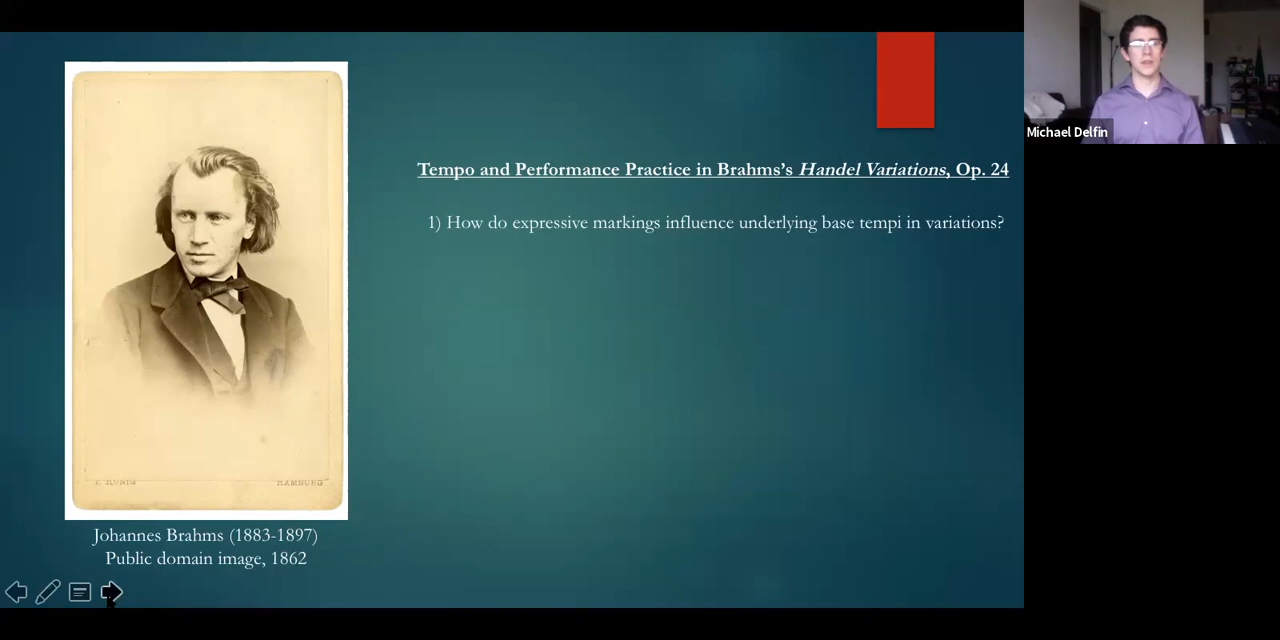 Michael Delfin
Tempo and Performance Practice in Brahms’s Handel Variations, Op. 24
1) How do expressive markings influence underlying base tempi in variations?
HAMBURG
Johannes Brahms (1883-1897)
Public domain image, 1862